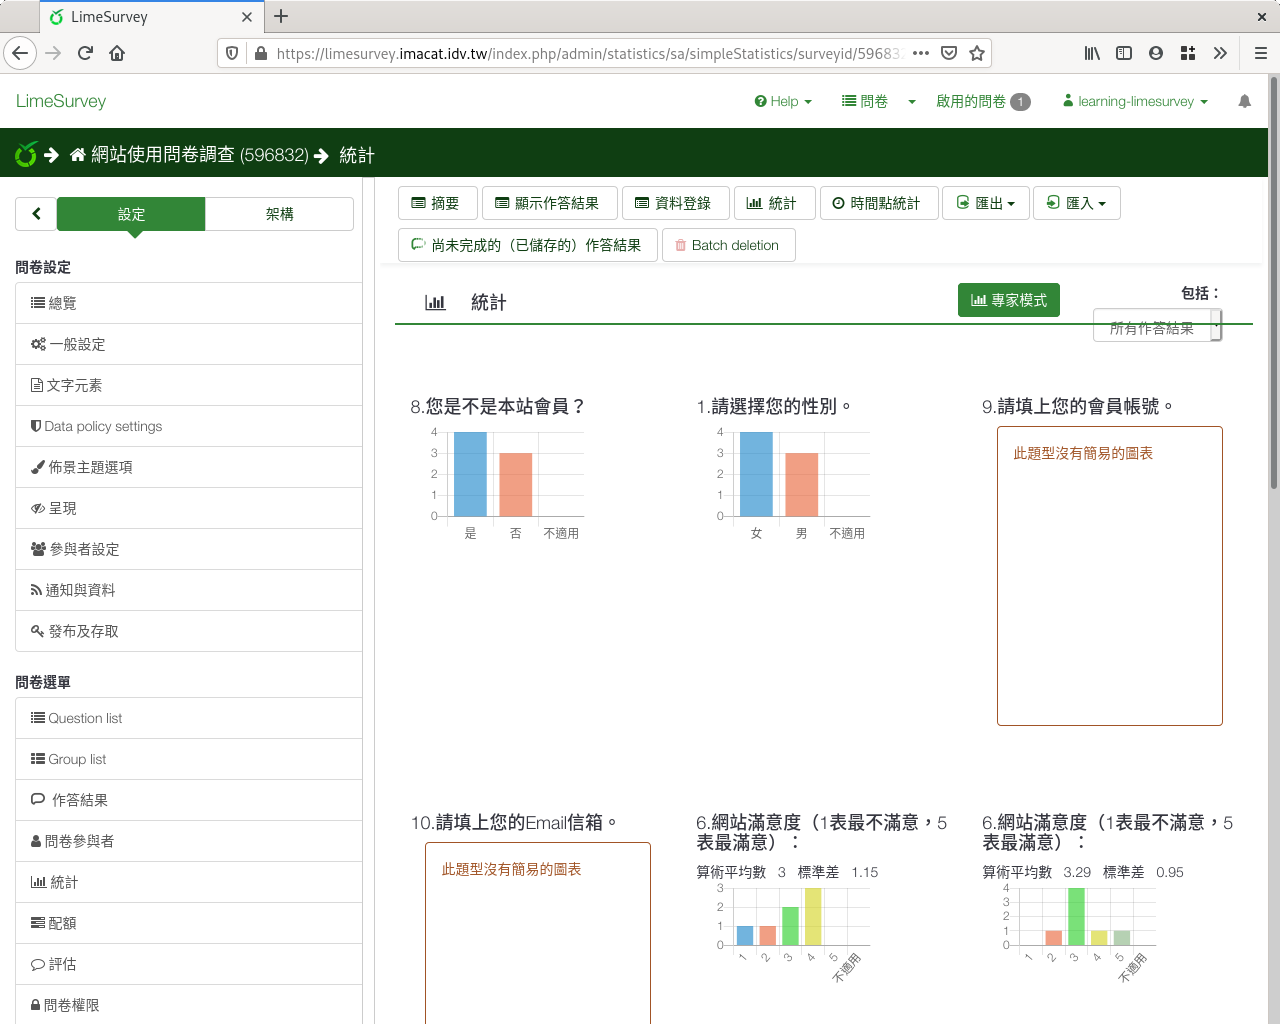 LimeSurvey
https://limesurvey.imacat.idv.tw/index.php/admin/statistics/sa/simpleStatistics/surveyid/59683
LimeSurvey
Help
問卷
啟用的問卷 1
learning-limesurvey
網站使用問卷調查 (596832) 統計
設定 架構
問卷設定
總覽
一般設定
文字元素
Data policy settings
佈景主題選項
呈現
參與者設定
通知與資料
發布及存取
問卷選單
Question list
Group list
作答結果
問卷參與者
統計
配額
評估
問卷權限
摘要 顯示作答結果 資料登錄 統計 時間點統計 匯出 匯入
尚未完成的（已儲存的）作答結果 Batch deletion
統計
專家模式
包括：
所有作答結果
8.您是不是本站會員？
4
3
2
1
0
是 否 不適用
1.請選擇您的性別。
4
3
2
1
0
女 男 不適用
9.請填上您的會員帳號。
此題型沒有簡易的圖表
10.請填上您的Email信箱。
此題型沒有簡易的圖表
6.網站滿意度（1表最不滿意，5
表最滿意）：
算術平均數 3 標準差 1.15
3
2
1
0
1 2 3 4 5 不適用
6.網站滿意度（1表最不滿意，5
表最滿意）：
算術平均數 3.29 標準差 0.95
4
3
2
1
0
1 2 3 4 5 不適用